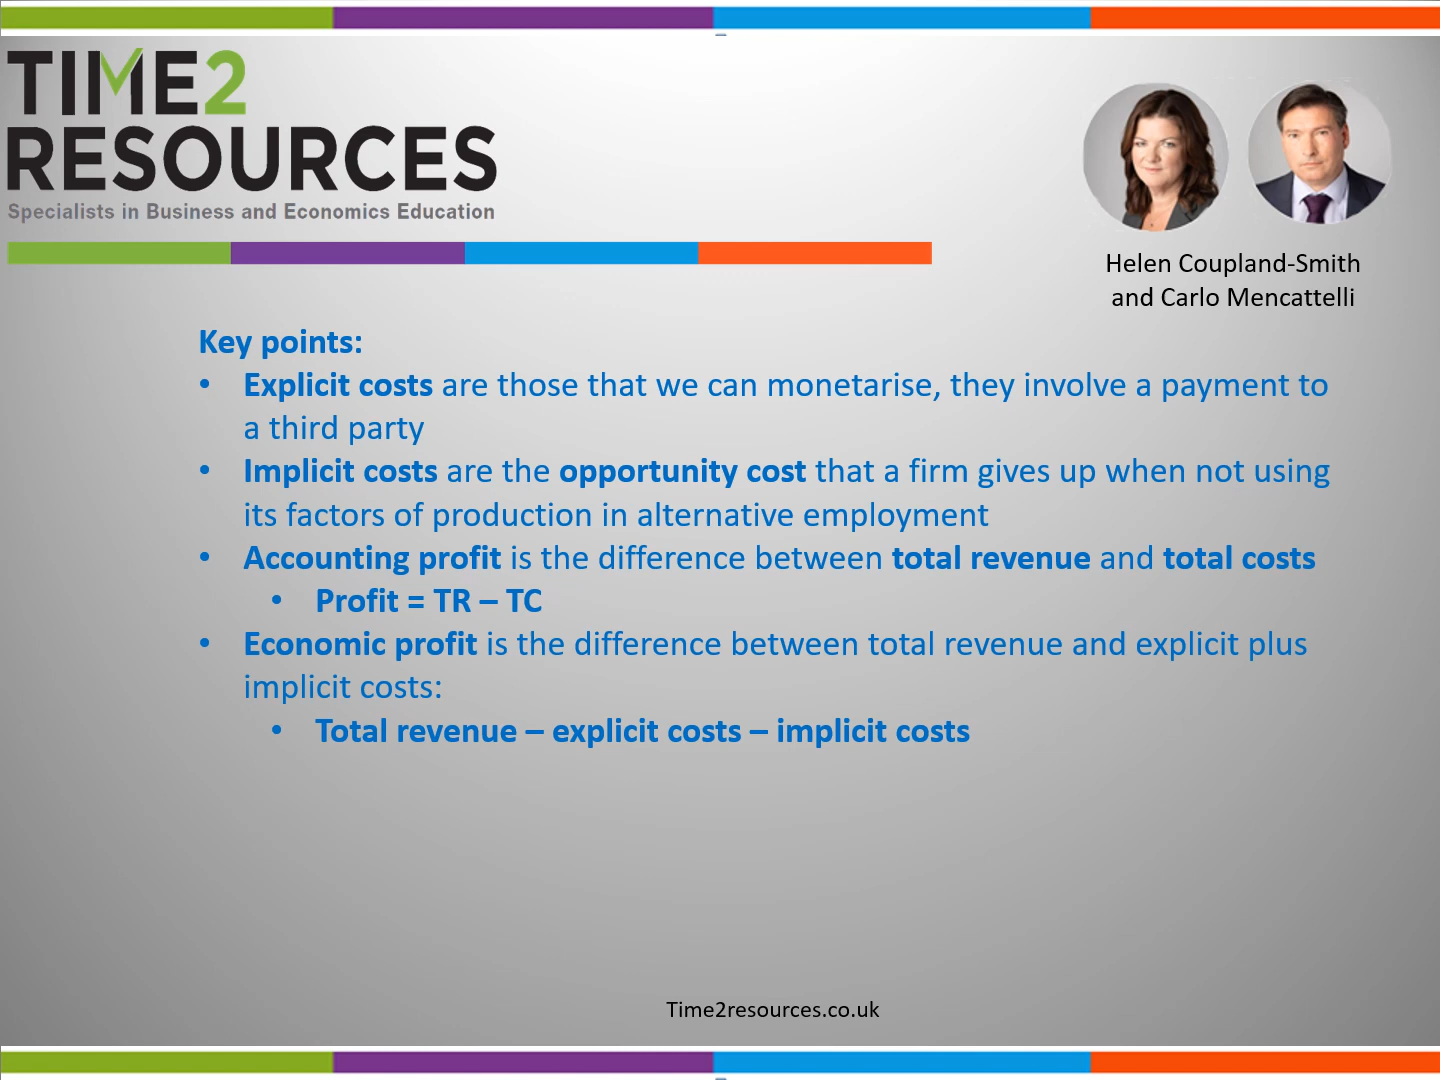 TIME2
RESOURCES
Specialists in Business and Economics Education
Helen Coupland-Smith
and Carlo Mencattelli
Key points:
• Explicit costs are those that we can monetarise, they involve a payment to
a third party
• Implicit costs are the opportunity cost that a firm gives up when not using
its factors of production in alternative employment
• Accounting profit is the difference between total revenue and total costs
• Profit = TR – TC
• Economic profit is the difference between total revenue and explicit plus
implicit costs:
• Total revenue – explicit costs – implicit costs
Time2resources.co.uk